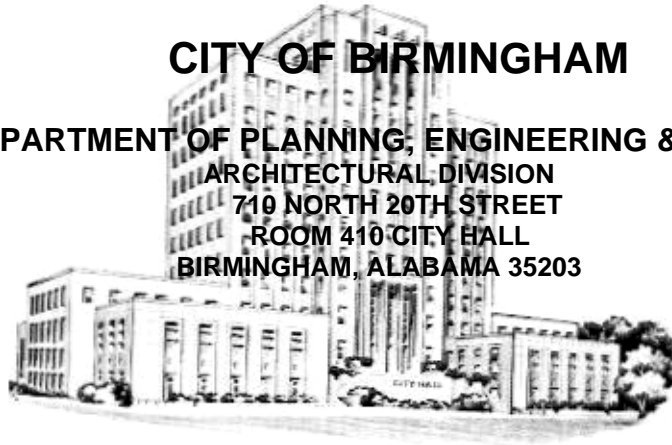 CITY OF BIRMINGHAM
PARTMENT OF PLANNING, ENGINEERING &
ARCHITECTURAL DIVISION
710 NORTH 20TH STREET
ROOM 410 CITY HALL
BIRMINGHAM, ALABAMA 35203
CITY HALL